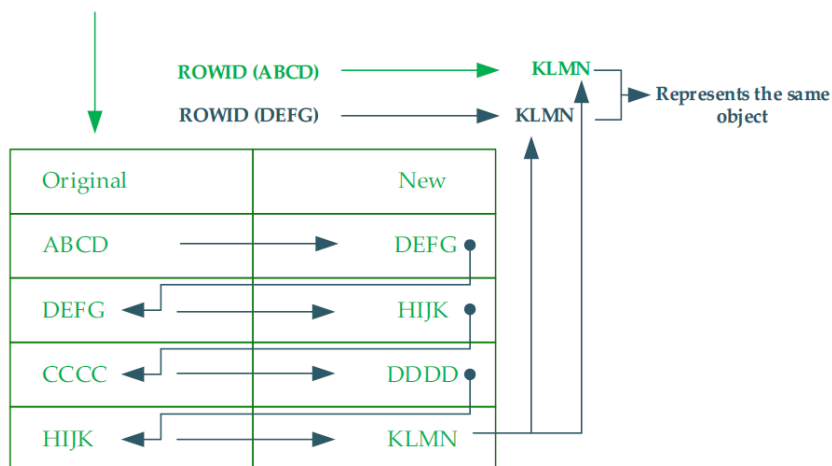 ROWID (ABCD) KLMN
ROWID (DEFG) KLMN
Represents the same
object
Original New
ABCD DEFG
DEFG HIJK
CCCC DDDD
HIJK KLMN